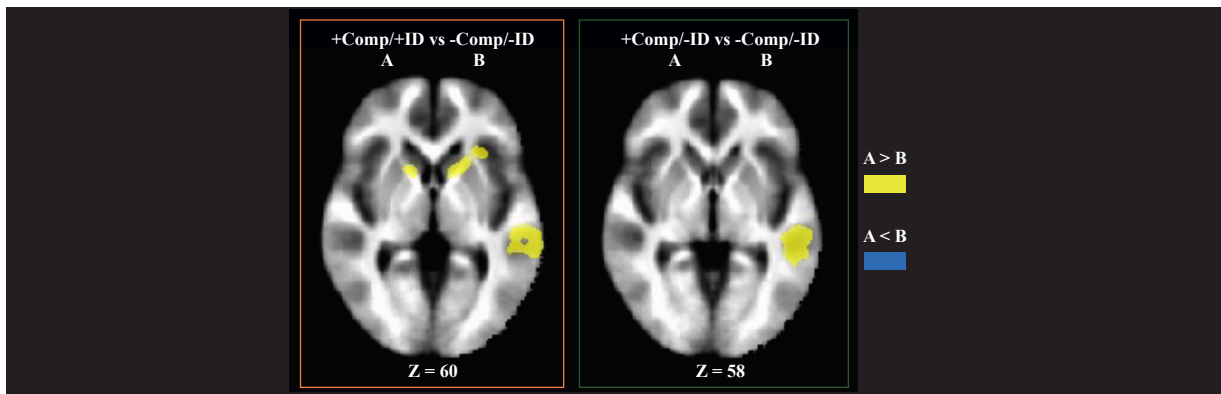 +Comp/+ID vs -Comp/-ID
A B
Z = 60
+Comp/-ID vs -Comp/-ID
A B
Z = 58
A > B
A < B